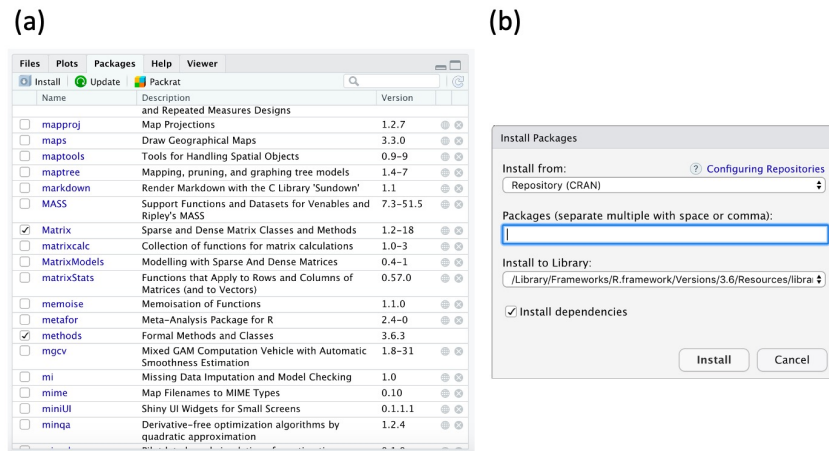 (a)
(b)
Files Plots Packages Help Viewer
Install Update Packrat
Name Description Version
and Repeated Measures Designs
mapproj Map Projections 1.2.7
maps Draw Geographical Maps 3.3.0
maptools Tools for Handling Spatial Objects 0.9-9
maptree Mapping, pruning, and graphing tree models 1.4-7
markdown Render Markdown with the C Library 'Sundown' 1.1
MASS Support Functions and Datasets for Venables and 7.3-51.5
Ripley's MASS
Matrix Sparse and Dense Matrix Classes and Methods 1.2-18
matrixcalc Collection of functions for matrix calculations 1.0-3
MatrixModels Modelling with Sparse And Dense Matrices 0.4-1
matrixStats Functions that Apply to Rows and Columns of 0.57.0
Matrices (and to Vectors)
memoise Memoisation of Functions 1.1.0
metafor Meta-Analysis Package for R 2.4-0
methods Formal Methods and Classes 3.6.3
mgcv Mixed GAM Computation Vehicle with Automatic 1.8-31
Smoothness Estimation
mi Missing Data Imputation and Model Checking 1.0
mime Map Filenames to MIME Types 0.10
miniUI Shiny UI Widgets for Small Screens 0.1.1.1
minqa Derivative-free optimization algorithms by 1.2.4
quadratic approximation
Install Packages
Install from: ? Configuring Repositories
Repository (CRAN)
Packages (separate multiple with space or comma):
Install to Library:
/Library/Frameworks/R.framework/Versions/3.6/Resources/librar
Install dependencies
Install Cancel